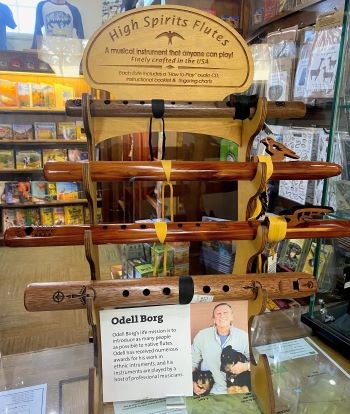 High Spirits Flutes
A musical instrument that anyone can play!
Finely crafted in the USA
Each flute includes a "How to Play" audio CD,
instructional booklet & fingering charts
Odell Borg
Odell Borg's life mission is to
introduce as many people
as possible to native flutes.
Odell has received numerous
awards for his work in
ethnic instruments, and his
instruments are played by a
host of professional musicians.